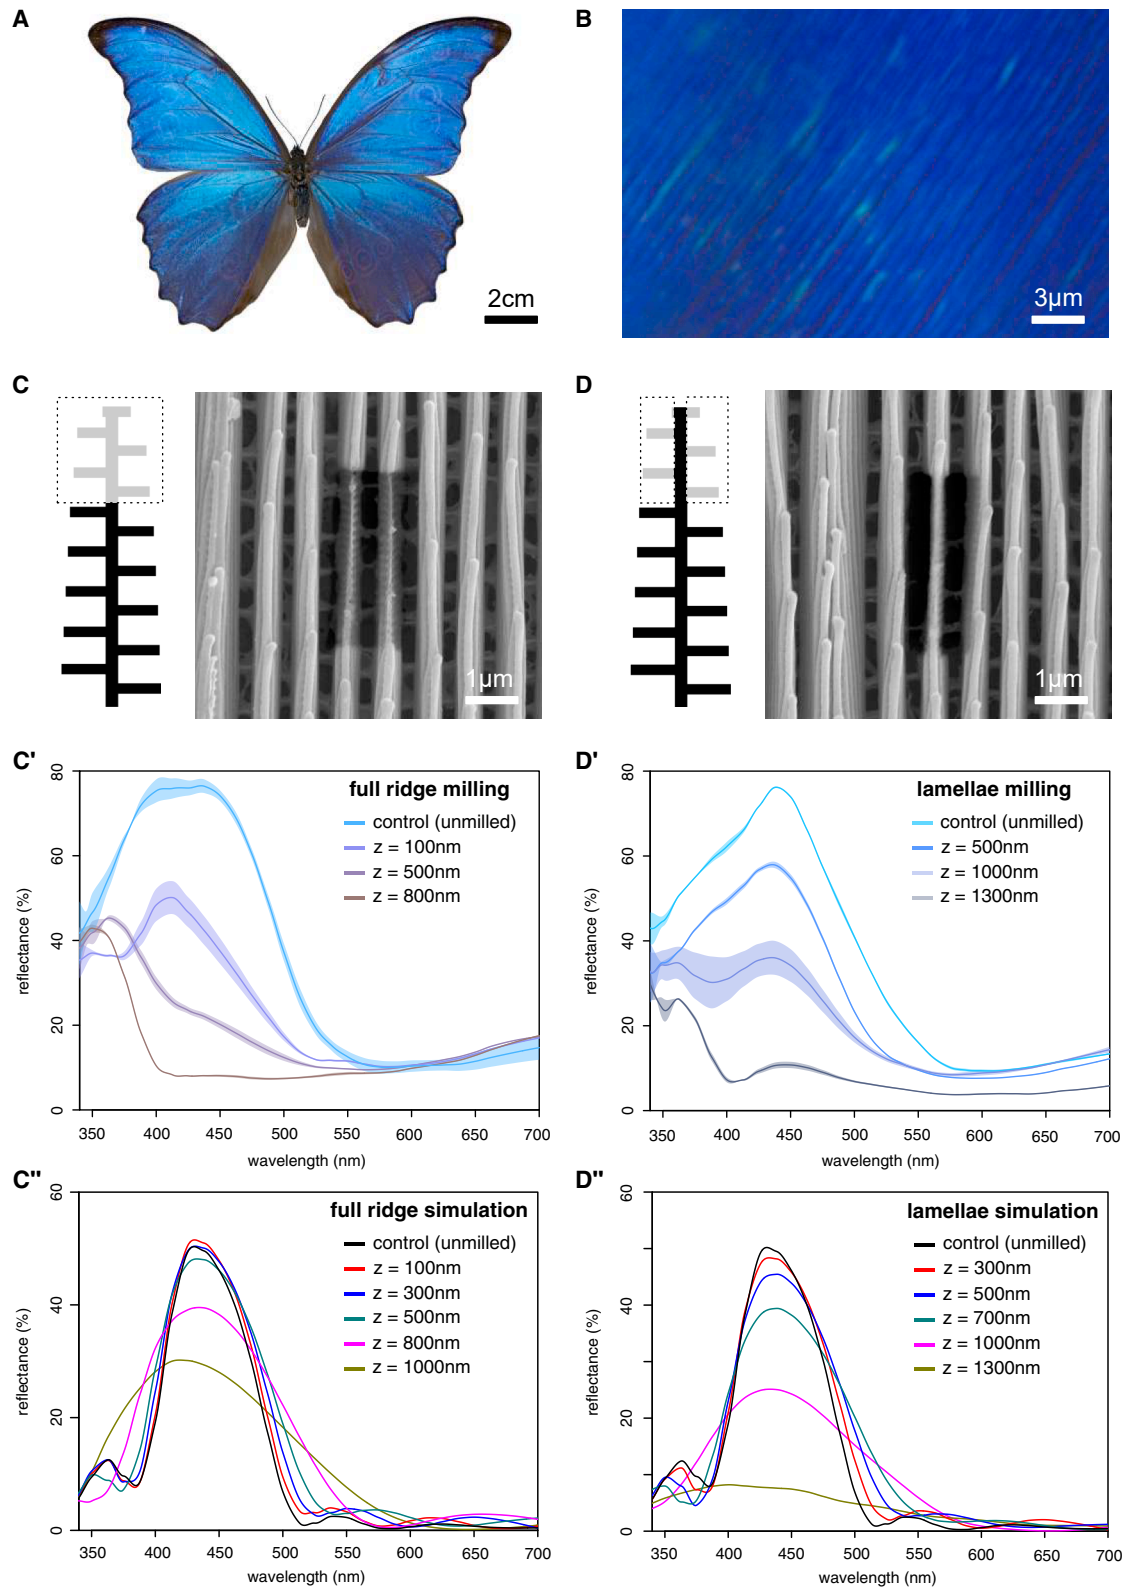 A
B
2cm
3µm
C
D
1µm
1µm
C'
full ridge milling
control (unmilled)
z = 100nm
z = 500nm
z = 800nm
reflectance (%)
0
20
40
60
80
350 400 450 500 550 600 650 700
wavelength (nm)
D'
lamellae milling
control (unmilled)
z = 500nm
z = 1000nm
z = 1300nm
reflectance (%)
0
20
40
60
80
350 400 450 500 550 600 650 700
wavelength (nm)
C"
full ridge simulation
control (unmilled)
z = 100nm
z = 300nm
z = 500nm
z = 800nm
z = 1000nm
reflectance (%)
0
20
40
60
350 400 450 500 550 600 650 700
wavelength (nm)
D"
lamellae simulation
control (unmilled)
z = 300nm
z = 500nm
z = 700nm
z = 1000nm
z = 1300nm
reflectance (%)
0
20
40
60
350 400 450 500 550 600 650 700
wavelength (nm)